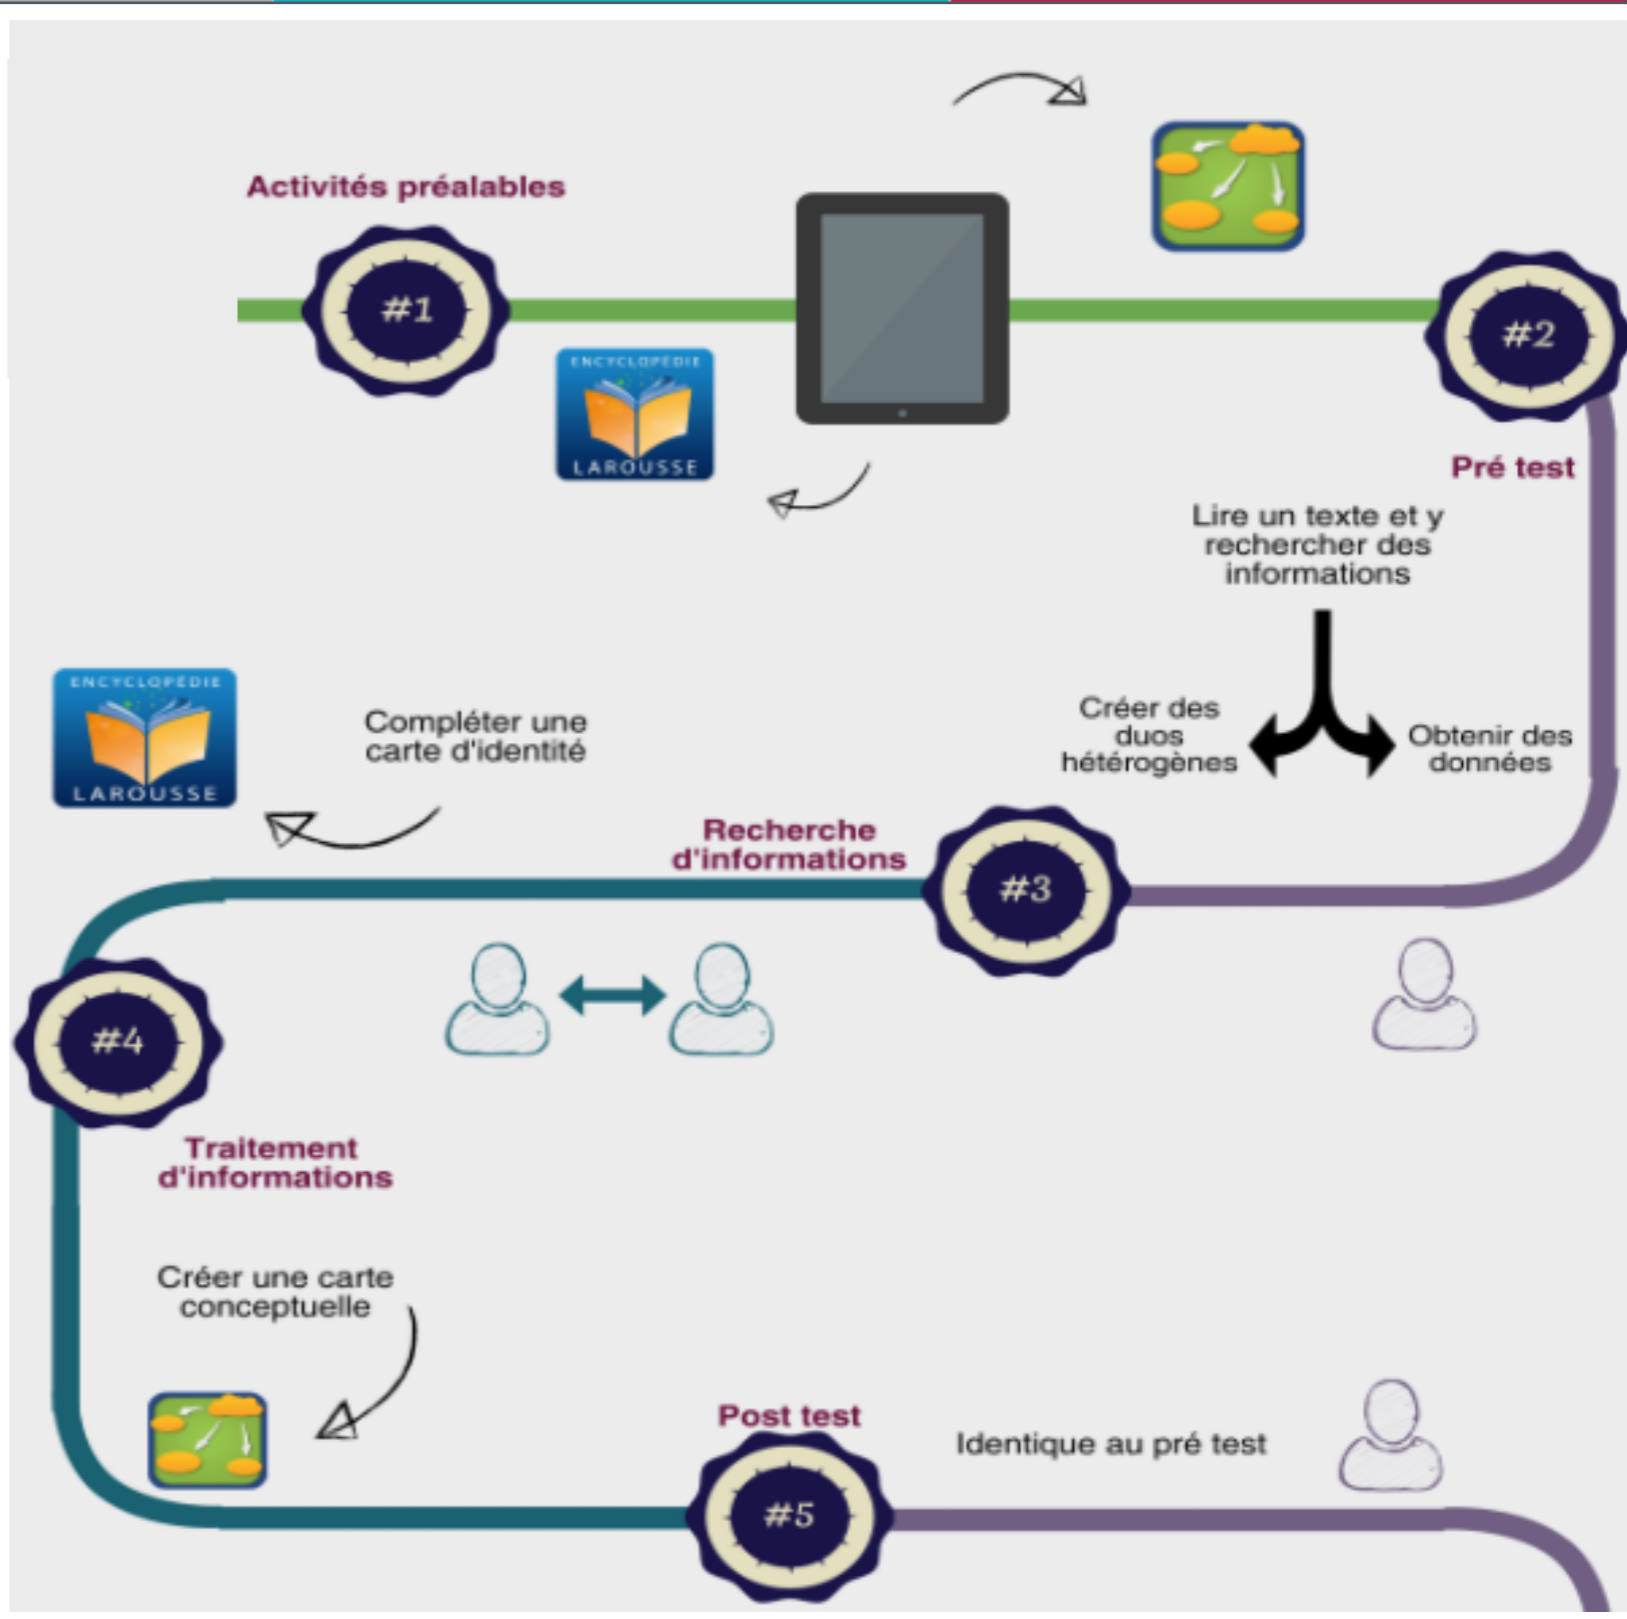 Activités préalables
#1
ENCYCLOPÉDIE
LAROUSSE
#2
Pré test
Lire un texte et y
rechercher des
informations
Créer des
duos
hétérogènes
Obtenir des
données
#3
Recherche
d'informations
Compléter une
carte d'identité
ENCYCLOPÉDIE
LAROUSSE
#4
Traitement
d'informations
Créer une carte
conceptuelle
Post test
#5
Identique au pré test